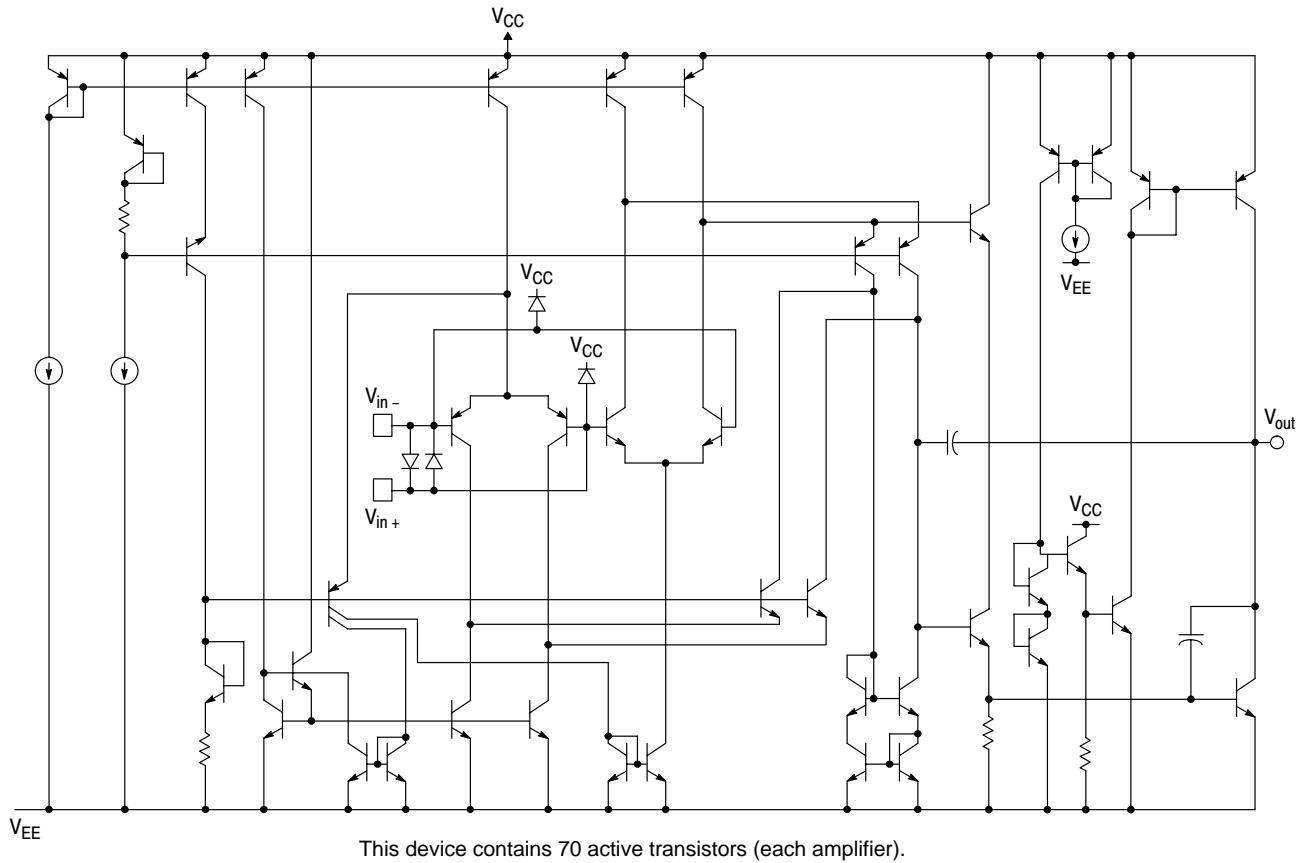 VCC
VCC
VEE
VCC
Vin –
Vout
Vin +
VCC
VEE
This device contains 70 active transistors (each amplifier).